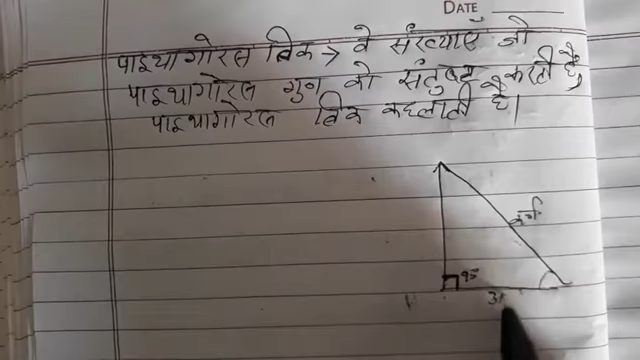 DATE
पाइथागोरस त्रिक → वे संख्याएँ जो
पाइथागोरस गुण को संतुष्ट करती है,
पाइथागोरस त्रिक कहलाती है।
कर्ण